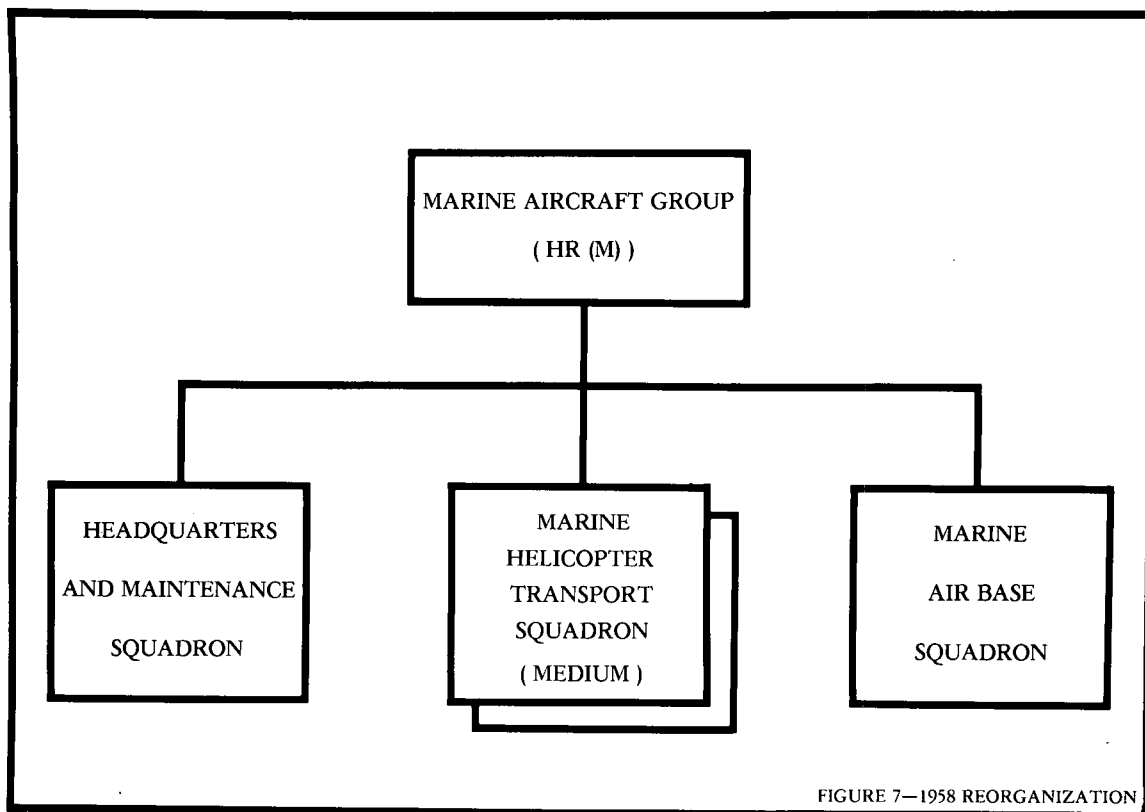 MARINE AIRCRAFT GROUP
( HR (M) )
HEADQUARTERS
AND MAINTENANCE
SQUADRON
MARINE
HELICOPTER
TRANSPORT
SQUADRON
( MEDIUM )
MARINE
AIR BASE
SQUADRON
FIGURE 7—1958 REORGANIZATION